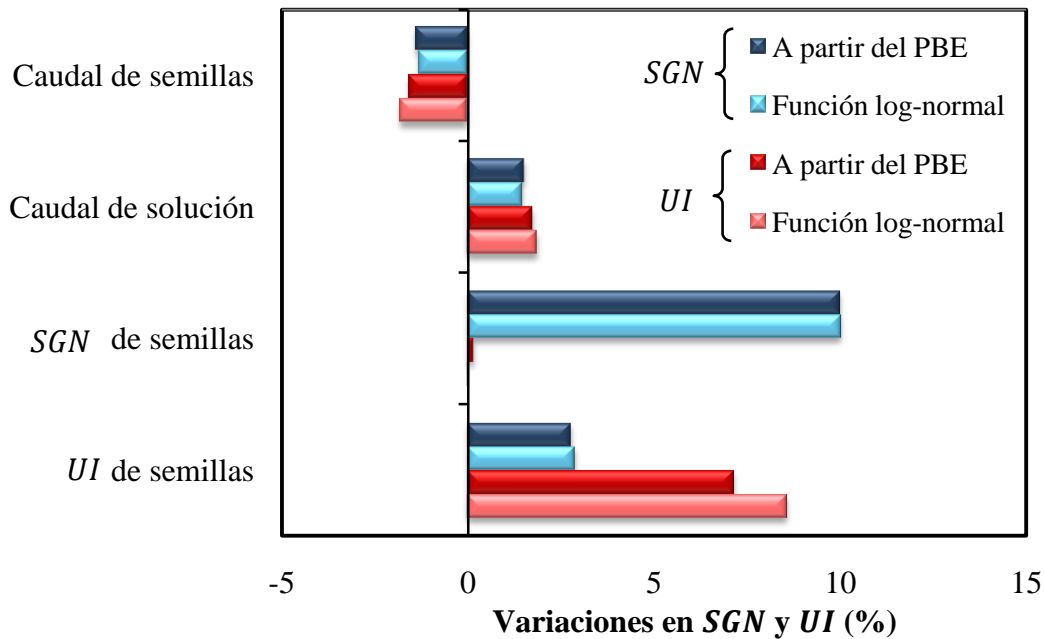 Caudal de semillas
Caudal de solución
SGN de semillas
UI de semillas
SGN
A partir del PBE
Función log-normal
UI
A partir del PBE
Función log-normal
-5 0 5 10 15
Variaciones en SGN y UI (%)